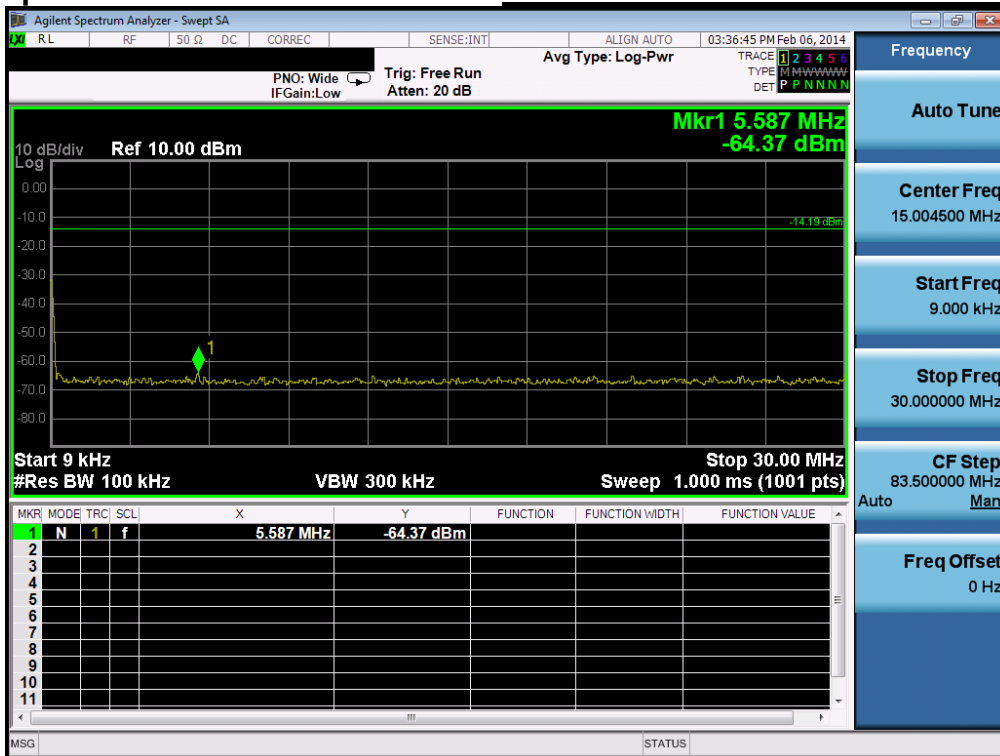 Agilent Spectrum Analyzer - Swept SA
LXI RL RF 50 Ω DC CORREC SENSE:INT ALIGN AUTO 03:36:45 PM Feb 06, 2014
PNO: Wide
IFGain:Low
Trig: Free Run
Atten: 20 dB
Avg Type: Log-Pwr
TRACE 1 2 3 4 5 6
TYPE M M W W W W
DET P P N N N N
Mkr1 5.587 MHz
-64.37 dBm
10 dB/div Ref 10.00 dBm
Log
0.00
-10.0
-14.19 dBm
-20.0
-30.0
-40.0
-50.0
1
-60.0
-70.0
-80.0
Start 9 kHz Stop 30.00 MHz
#Res BW 100 kHz VBW 300 kHz Sweep 1.000 ms (1001 pts)
MKR MODE TRC SCL X Y FUNCTION FUNCTION WIDTH FUNCTION VALUE
1 N 1 f 5.587 MHz -64.37 dBm
2
3
4
5
6
7
8
9
10
11
MSG STATUS
Frequency
Auto Tune
Center Freq
15.004500 MHz
Start Freq
9.000 kHz
Stop Freq
30.000000 MHz
CF Step
83.500000 MHz
Auto Man
Freq Offset
0 Hz